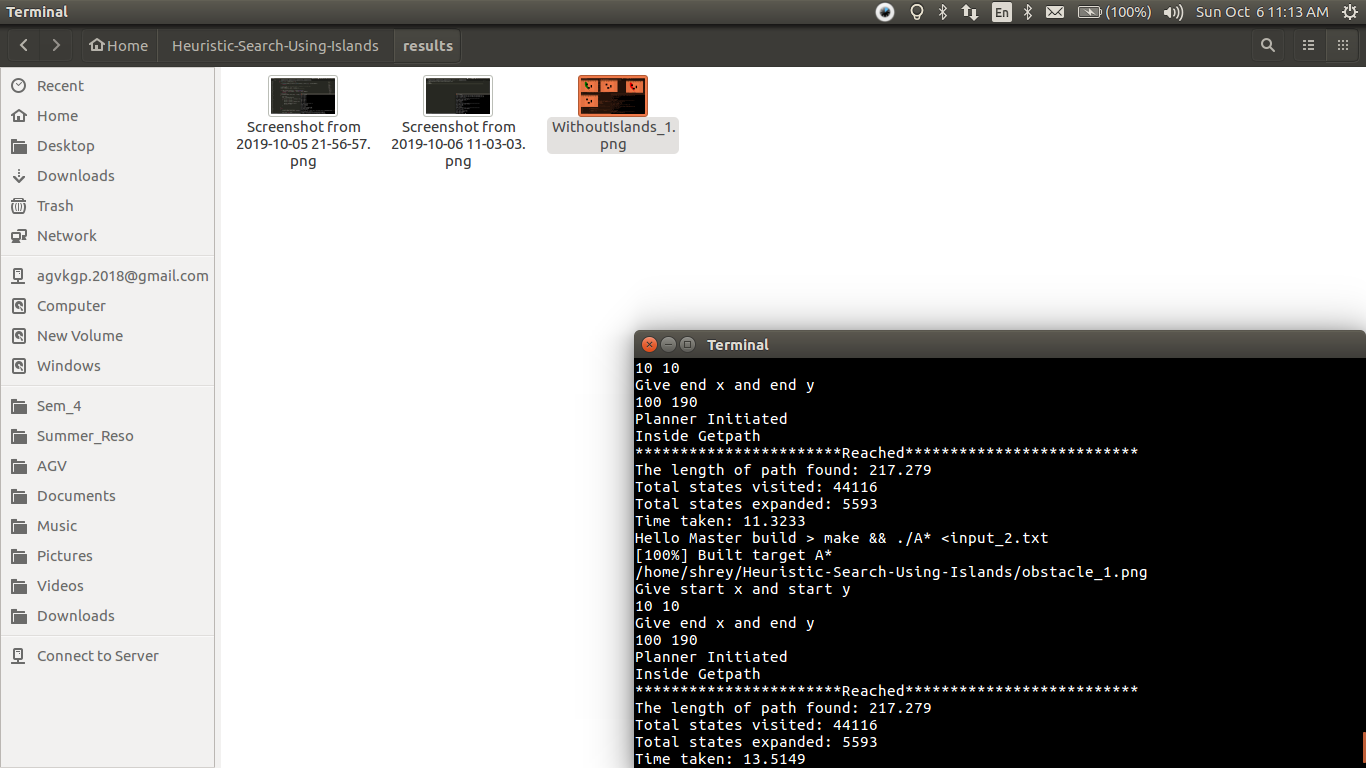 Terminal
En
(100%)
Sun Oct 6 11:13 AM
Home
Heuristic-Search-Using-Islands
results
Recent
Home
Desktop
Downloads
Trash
Network
agvkgp.2018@gmail.com
Computer
New Volume
Windows
Sem_4
Summer_Reso
AGV
Documents
Music
Pictures
Videos
Downloads
Connect to Server
Screenshot from
2019-10-05 21-56-57.
png
Screenshot from
2019-10-06 11-03-03.
png
WithoutIslands_1.
png
Terminal
10 10
Give end x and end y
100 190
Planner Initiated
Inside Getpath
***********************Reached**************************
The length of path found: 217.279
Total states visited: 44116
Total states expanded: 5593
Time taken: 11.3233
Hello Master build > make && ./A* <input_2.txt
[100%] Built target A*
/home/shrey/Heuristic-Search-Using-Islands/obstacle_1.png
Give start x and start y
10 10
Give end x and end y
100 190
Planner Initiated
Inside Getpath
***********************Reached**************************
The length of path found: 217.279
Total states visited: 44116
Total states expanded: 5593
Time taken: 13.5149